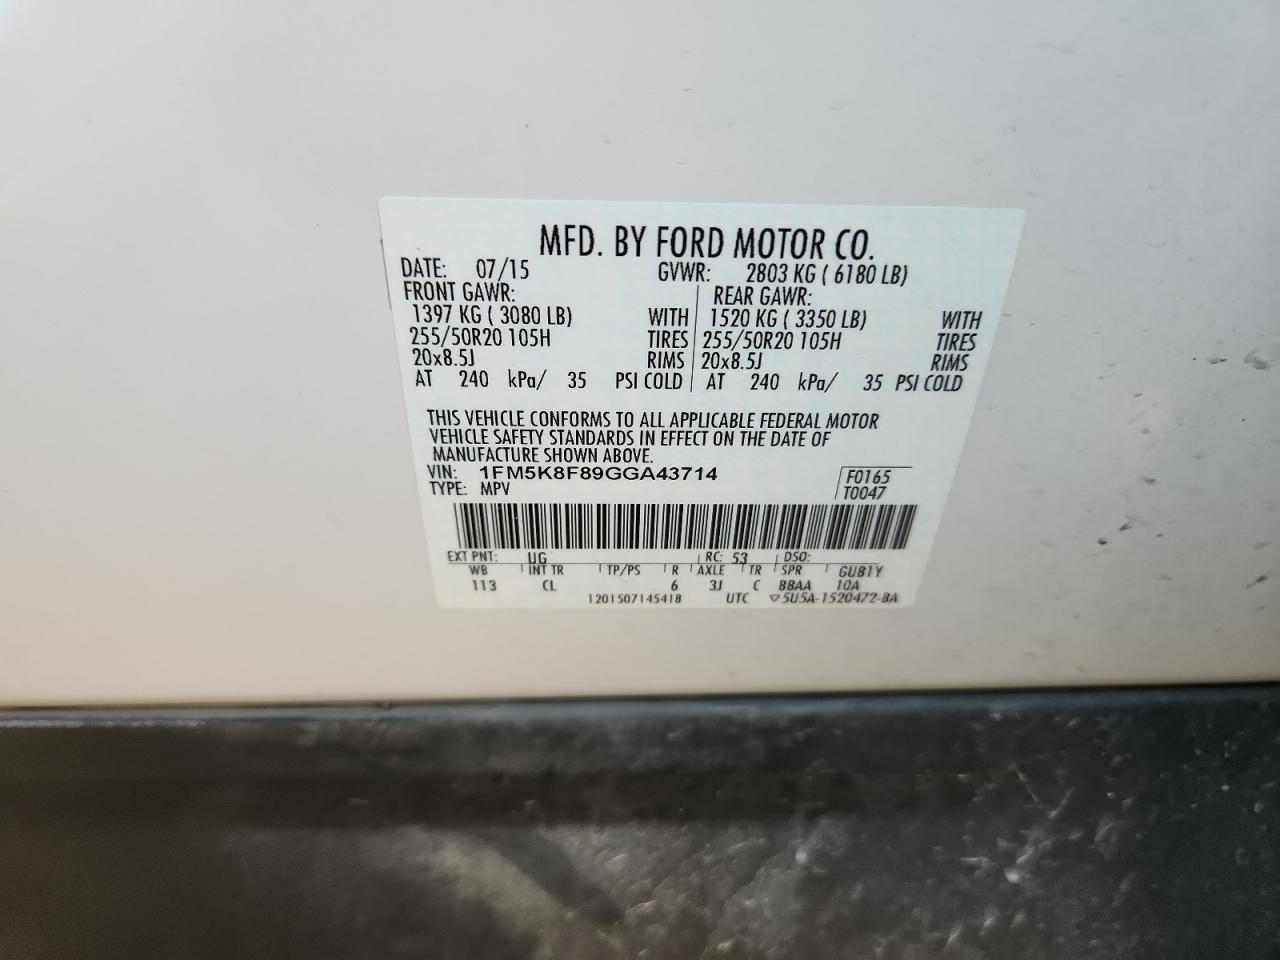 MFD. BY FORD MOTOR CO.
DATE: 07/15 GVWR: 2803 KG ( 6180 LB)
FRONT GAWR: REAR GAWR:
1397 KG ( 3080 LB) WITH 1520 KG ( 3350 LB) WITH
255/50R20 105H TIRES 255/50R20 105H TIRES
20x8.5J RIMS 20x8.5J RIMS
AT 240 kPa/ 35 PSI COLD AT 240 kPa/ 35 PSI COLD
THIS VEHICLE CONFORMS TO ALL APPLICABLE FEDERAL MOTOR
VEHICLE SAFETY STANDARDS IN EFFECT ON THE DATE OF
MANUFACTURE SHOWN ABOVE.
VIN: 1FM5K8F89GGA43714 F0165
TYPE: MPV T0047
EXT PNT: UG RC: 53 DSO:
WB INT TR TP/PS R AXLE TR SPR GUB1Y
113 CL 6 3J C BBAA 10A
1201507145418 UTC ▽5U5A-1520472-BA